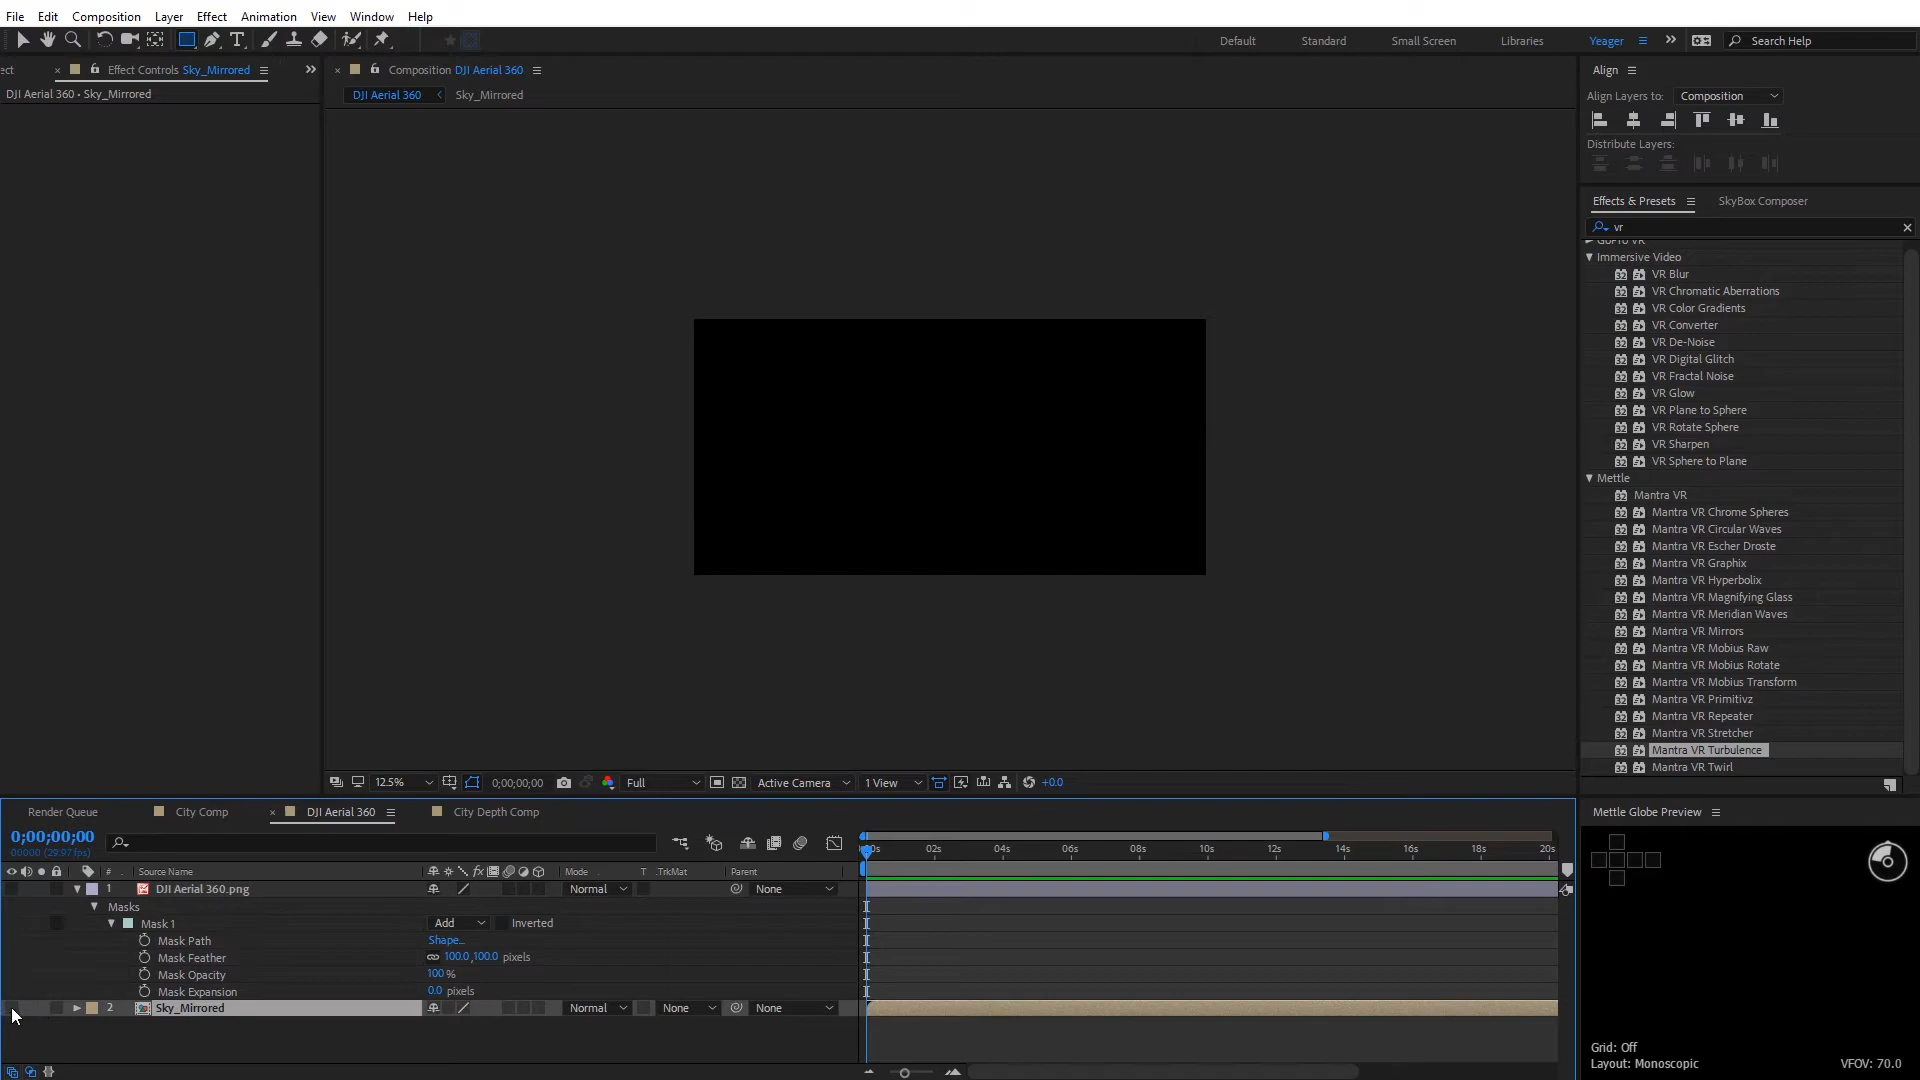 File Edit Composition Layer Effect Animation View Window Help
Default Standard Small Screen Libraries Yeager Search Help
ect Effect Controls Sky_Mirrored
DJI Aerial 360 • Sky_Mirrored
Composition DJI Aerial 360
DJI Aerial 360 Sky_Mirrored
Align
Align Layers to: Composition
Distribute Layers:
Effects & Presets SkyBox Composer
vr
GoPro VR
Immersive Video
VR Blur
VR Chromatic Aberrations
VR Color Gradients
VR Converter
VR De-Noise
VR Digital Glitch
VR Fractal Noise
VR Glow
VR Plane to Sphere
VR Rotate Sphere
VR Sharpen
VR Sphere to Plane
Mettle
Mantra VR
Mantra VR Chrome Spheres
Mantra VR Circular Waves
Mantra VR Escher Droste
Mantra VR Graphix
Mantra VR Hyperbolix
Mantra VR Magnifying Glass
Mantra VR Meridian Waves
Mantra VR Mirrors
Mantra VR Mobius Raw
Mantra VR Mobius Rotate
Mantra VR Mobius Transform
Mantra VR Primitivz
Mantra VR Repeater
Mantra VR Stretcher
Mantra VR Turbulence
Mantra VR Twirl
12.5% 0;00;00;00 Full Active Camera 1 View +0.0
Render Queue City Comp DJI Aerial 360 City Depth Comp
0;00;00;00
00000 (29.97 fps)
# Source Name Mode T .TrkMat Parent
02s 04s 06s 08s 10s 12s 14s 16s 18s 20s
1 DJI Aerial 360.png Normal None
Masks
Mask 1 Add Inverted
Mask Path Shape...
Mask Feather 100.0,100.0 pixels
Mask Opacity 100 %
Mask Expansion 0.0 pixels
2 Sky_Mirrored Normal None None
Mettle Globe Preview
Grid: Off
Layout: Monoscopic VFOV: 70.0